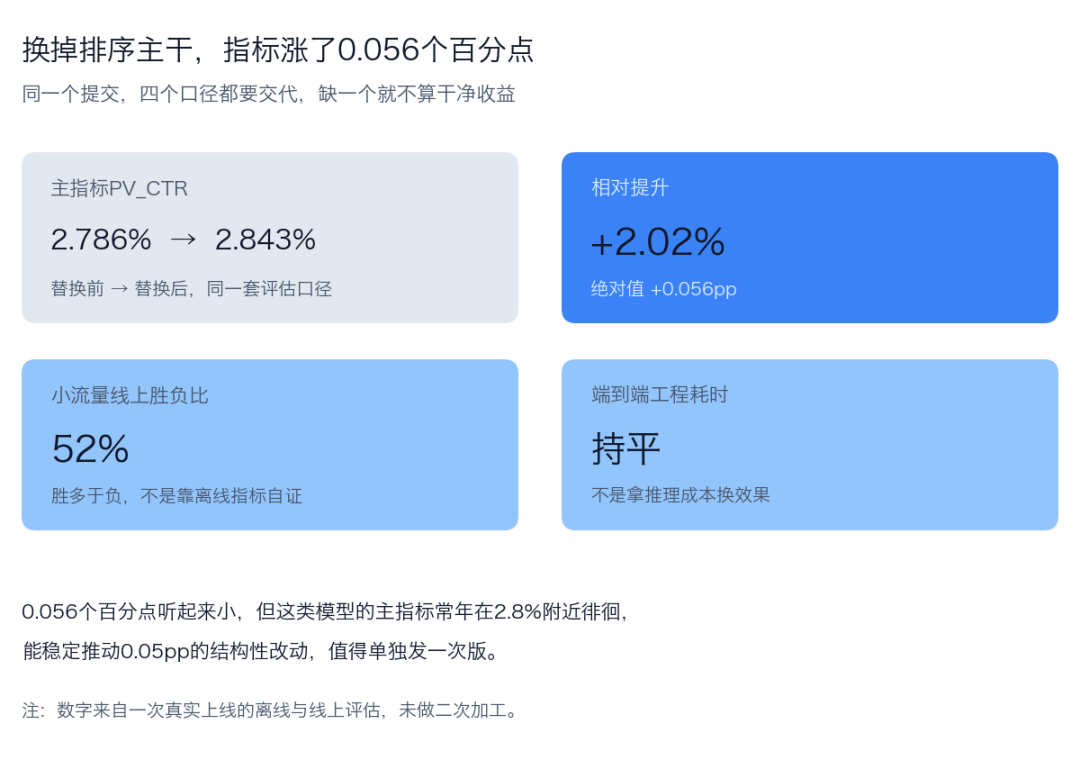 换掉排序主干，指标涨了0.056个百分点
同一个提交，四个口径都要交代，缺一个就不算干净收益
主指标PV_CTR
2.786% → 2.843%
替换前 → 替换后，同一套评估口径
相对提升
+2.02%
绝对值 +0.056pp
小流量线上胜负比
52%
胜多于负，不是靠离线指标自证
端到端工程耗时
持平
不是拿推理成本换效果
0.056个百分点听起来小，但这类模型的主指标常年在2.8%附近徘徊，
能稳定推动0.05pp的结构性改动，值得单独发一次版。
注：数字来自一次真实上线的离线与线上评估，未做二次加工。